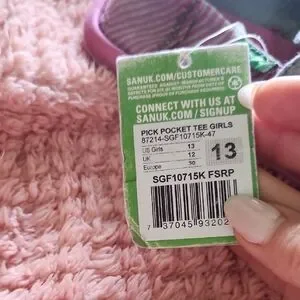 SANUK.COM/CUSTOMERCARE
CONNECT WITH US AT
SANUK.COM/SIGNUP
PICK POCKET TEE GIRLS
87214-SGF10715K-47
US Girls 13
UK 12
Europe 30
13
SGF10715K FSRP
7 37045 93202